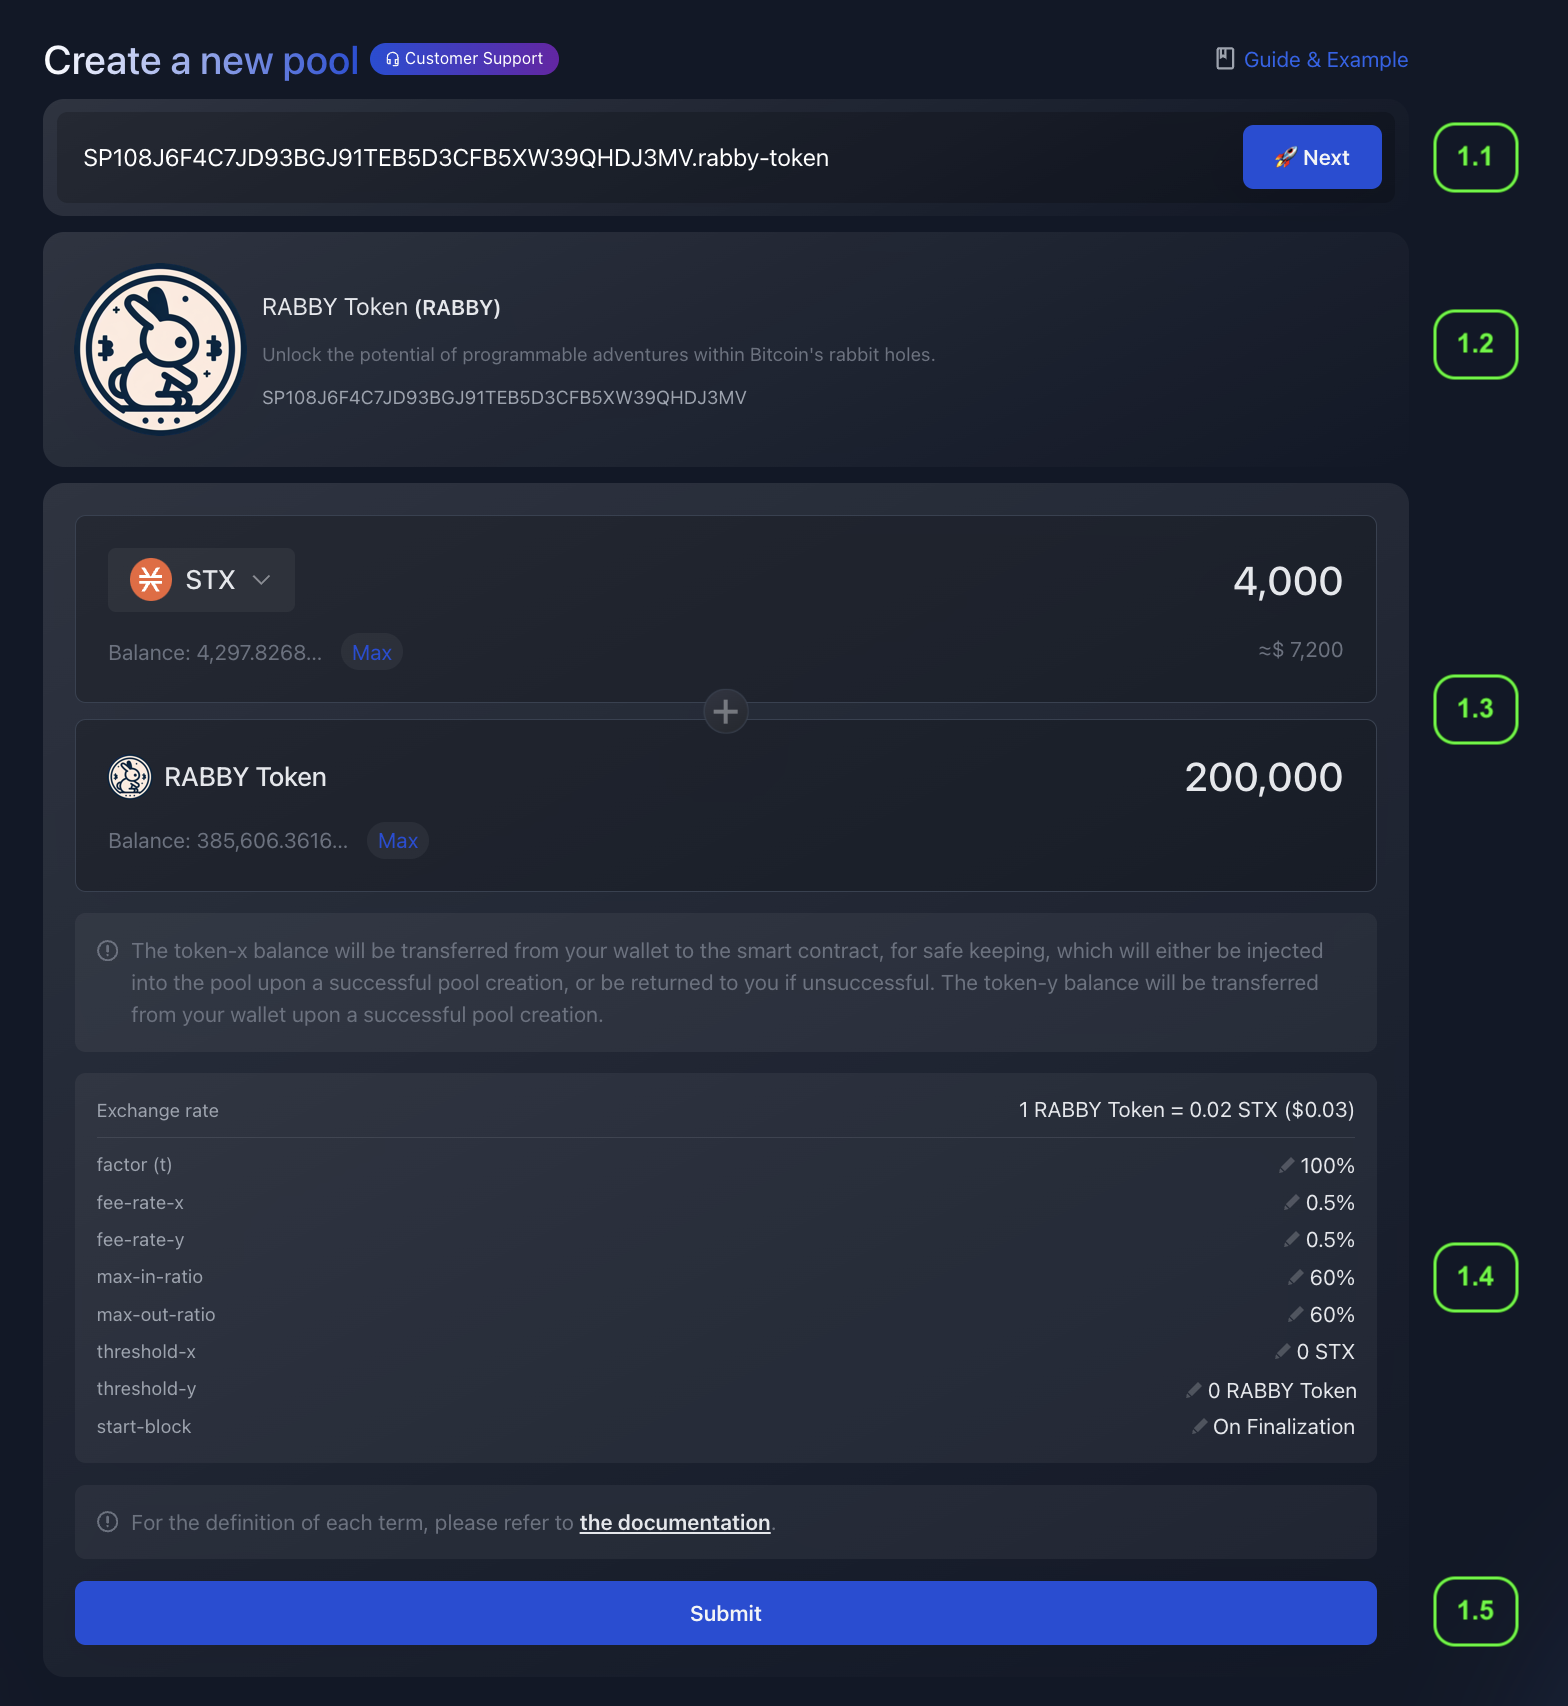 Create a new pool
Customer Support
Guide & Example
SP108J6F4C7JD93BGJ91TEB5D3CFB5XW39QHDJ3MV.rabby-token
🚀 Next
1.1
RABBY Token (RABBY)
Unlock the potential of programmable adventures within Bitcoin's rabbit holes.
SP108J6F4C7JD93BGJ91TEB5D3CFB5XW39QHDJ3MV
1.2
STX
4,000
Balance: 4,297.8268...
Max
≈$ 7,200
1.3
RABBY Token
200,000
Balance: 385,606.3616...
Max
The token-x balance will be transferred from your wallet to the smart contract, for safe keeping, which will either be injected
into the pool upon a successful pool creation, or be returned to you if unsuccessful. The token-y balance will be transferred
from your wallet upon a successful pool creation.
Exchange rate
1 RABBY Token = 0.02 STX ($0.03)
factor (t)
100%
fee-rate-x
0.5%
fee-rate-y
0.5%
max-in-ratio
60%
1.4
max-out-ratio
60%
threshold-x
0 STX
threshold-y
0 RABBY Token
start-block
On Finalization
For the definition of each term, please refer to the documentation.
Submit
1.5